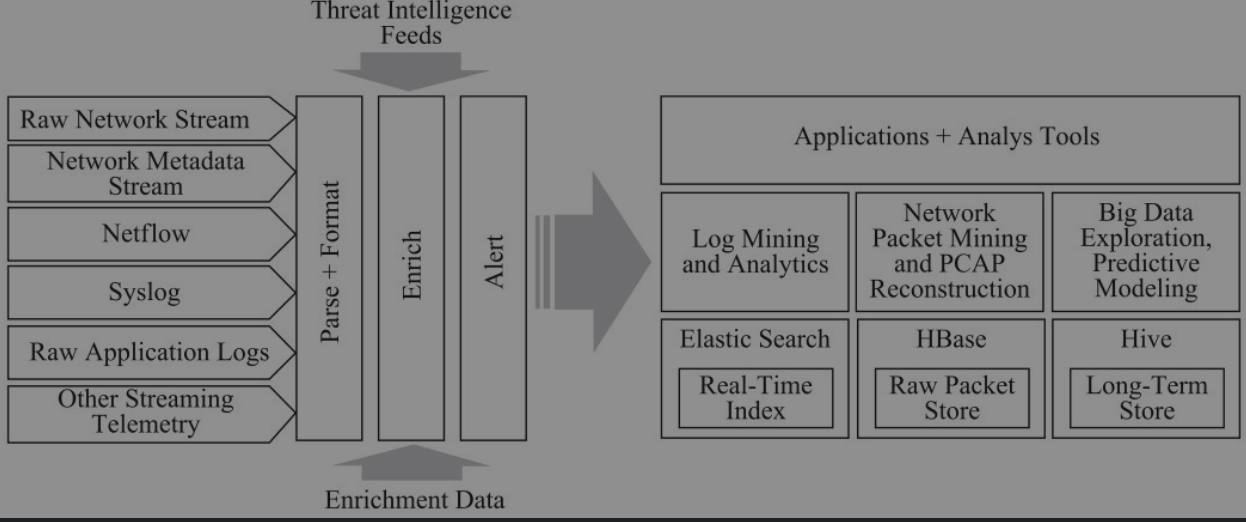 Threat Intelligence
Feeds
Raw Network Stream
Network Metadata
Stream
Netflow
Syslog
Raw Application Logs
Other Streaming
Telemetry
Parse + Format
Enrich
Alert
Enrichment Data
Applications + Analys Tools
Log Mining
and Analytics
Network
Packet Mining
and PCAP
Reconstruction
Big Data
Exploration,
Predictive
Modeling
Elastic Search
Real-Time
Index
HBase
Raw Packet
Store
Hive
Long-Term
Store